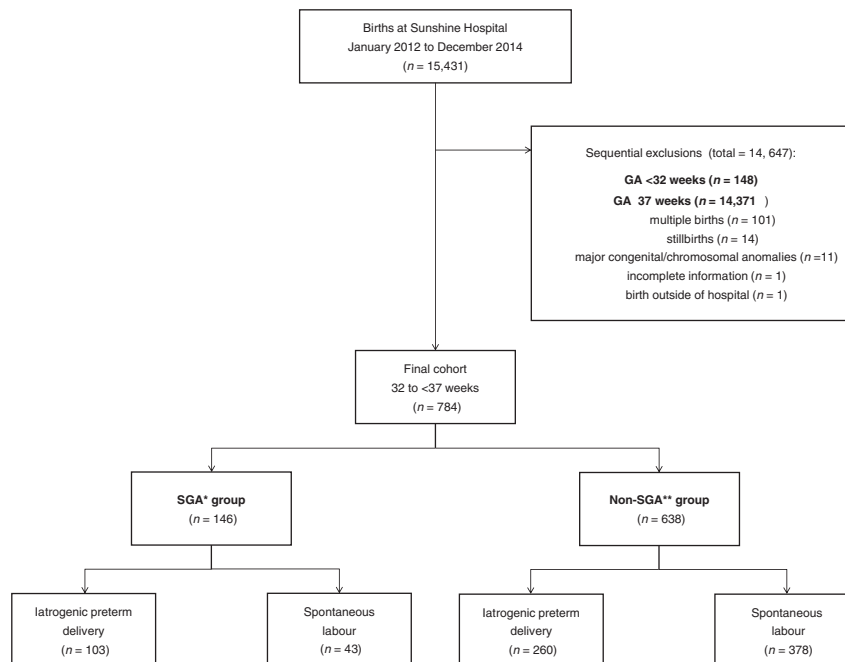 Births at Sunshine Hospital
January 2012 to December 2014
(n = 15,431)
Sequential exclusions (total = 14, 647):
GA <32 weeks (n = 148)
GA 37 weeks (n = 14,371 )
multiple births (n = 101)
stillbirths (n = 14)
major congenital/chromosomal anomalies (n =11)
incomplete information (n = 1)
birth outside of hospital (n = 1)
Final cohort
32 to <37 weeks
(n = 784)
SGA* group
(n = 146)
Non-SGA** group
(n = 638)
Iatrogenic preterm
delivery
(n = 103)
Spontaneous
labour
(n = 43)
Iatrogenic preterm
delivery
(n = 260)
Spontaneous
labour
(n = 378)